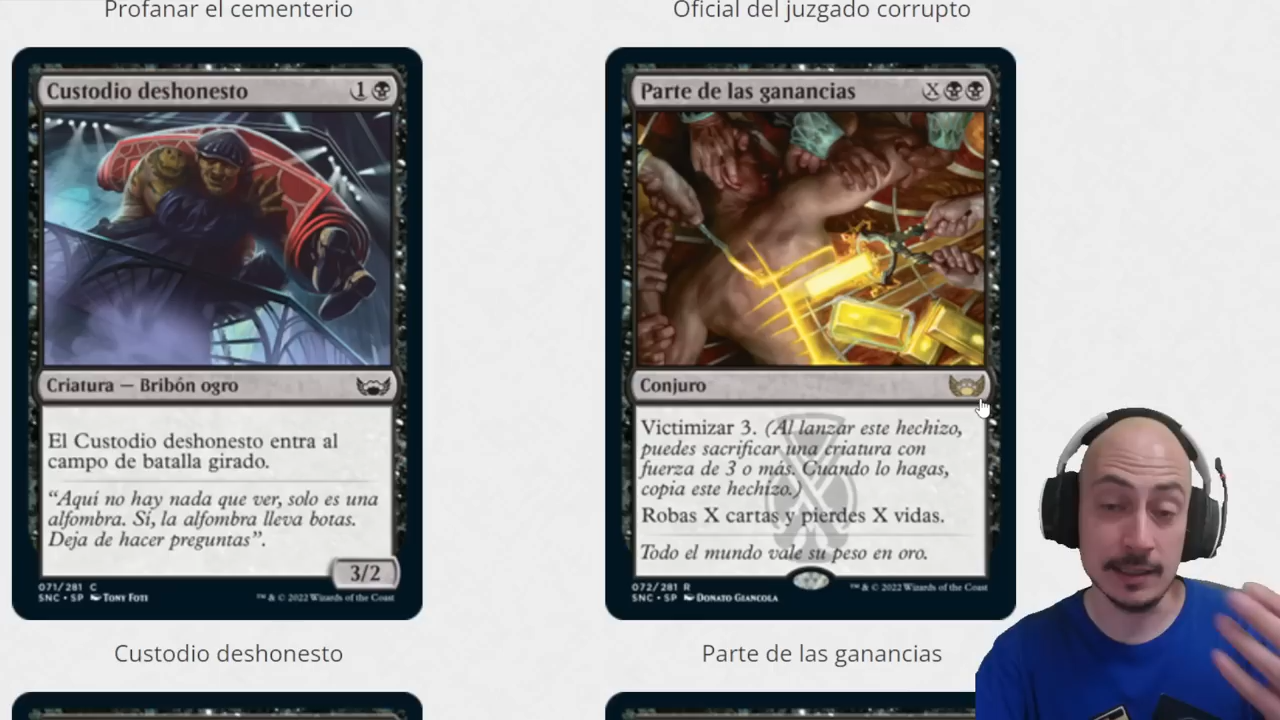 Profanar el cementerio
Oficial del juzgado corrupto
Custodio deshonesto
1
Criatura — Bribón ogro
El Custodio deshonesto entra al
campo de batalla girado.
“Aquí no hay nada que ver, solo es una
alfombra. Sí, la alfombra lleva botas.
Deja de hacer preguntas”.
3/2
071/281 C
SNC • SP Tony Foti
™ & © 2022 Wizards of the Coast
Custodio deshonesto
Parte de las ganancias
X
Conjuro
Victimizar 3. (Al lanzar este hechizo,
puedes sacrificar una criatura con
fuerza de 3 o más. Cuando lo hagas,
copia este hechizo.)
Robas X cartas y pierdes X vidas.
Todo el mundo vale su peso en oro.
072/281 R
SNC • SP Donato Giancola
™ & © 2022 Wizards of the Coast
Parte de las ganancias